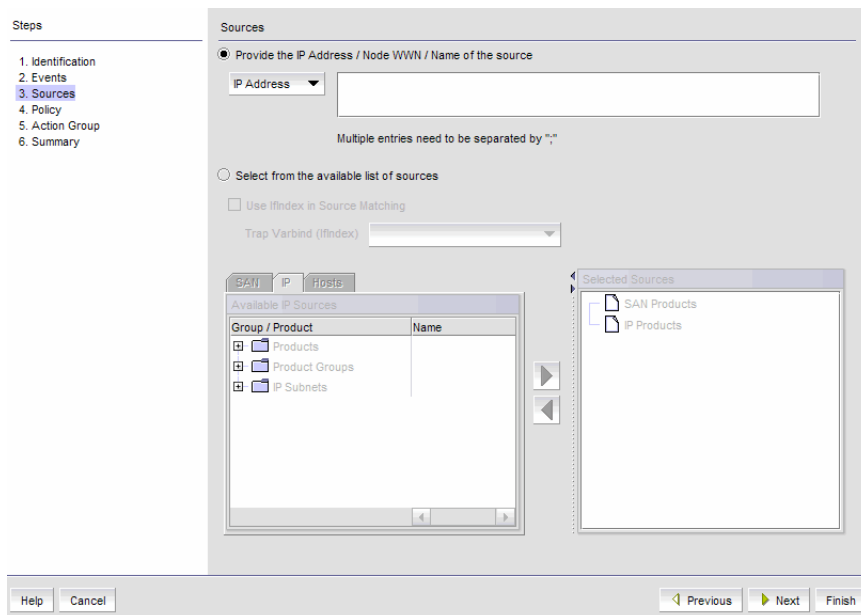 Steps
1. Identification
2. Events
3. Sources
4. Policy
5. Action Group
6. Summary
Sources
Provide the IP Address / Node WWN / Name of the source
IP Address
Multiple entries need to be separated by ";"
Select from the available list of sources
Use IfIndex in Source Matching
Trap Varbind (IfIndex)
SAN IP Hosts
Available IP Sources
Group / Product Name
Products
Product Groups
IP Subnets
Selected Sources
SAN Products
IP Products
Help Cancel Previous Next Finish